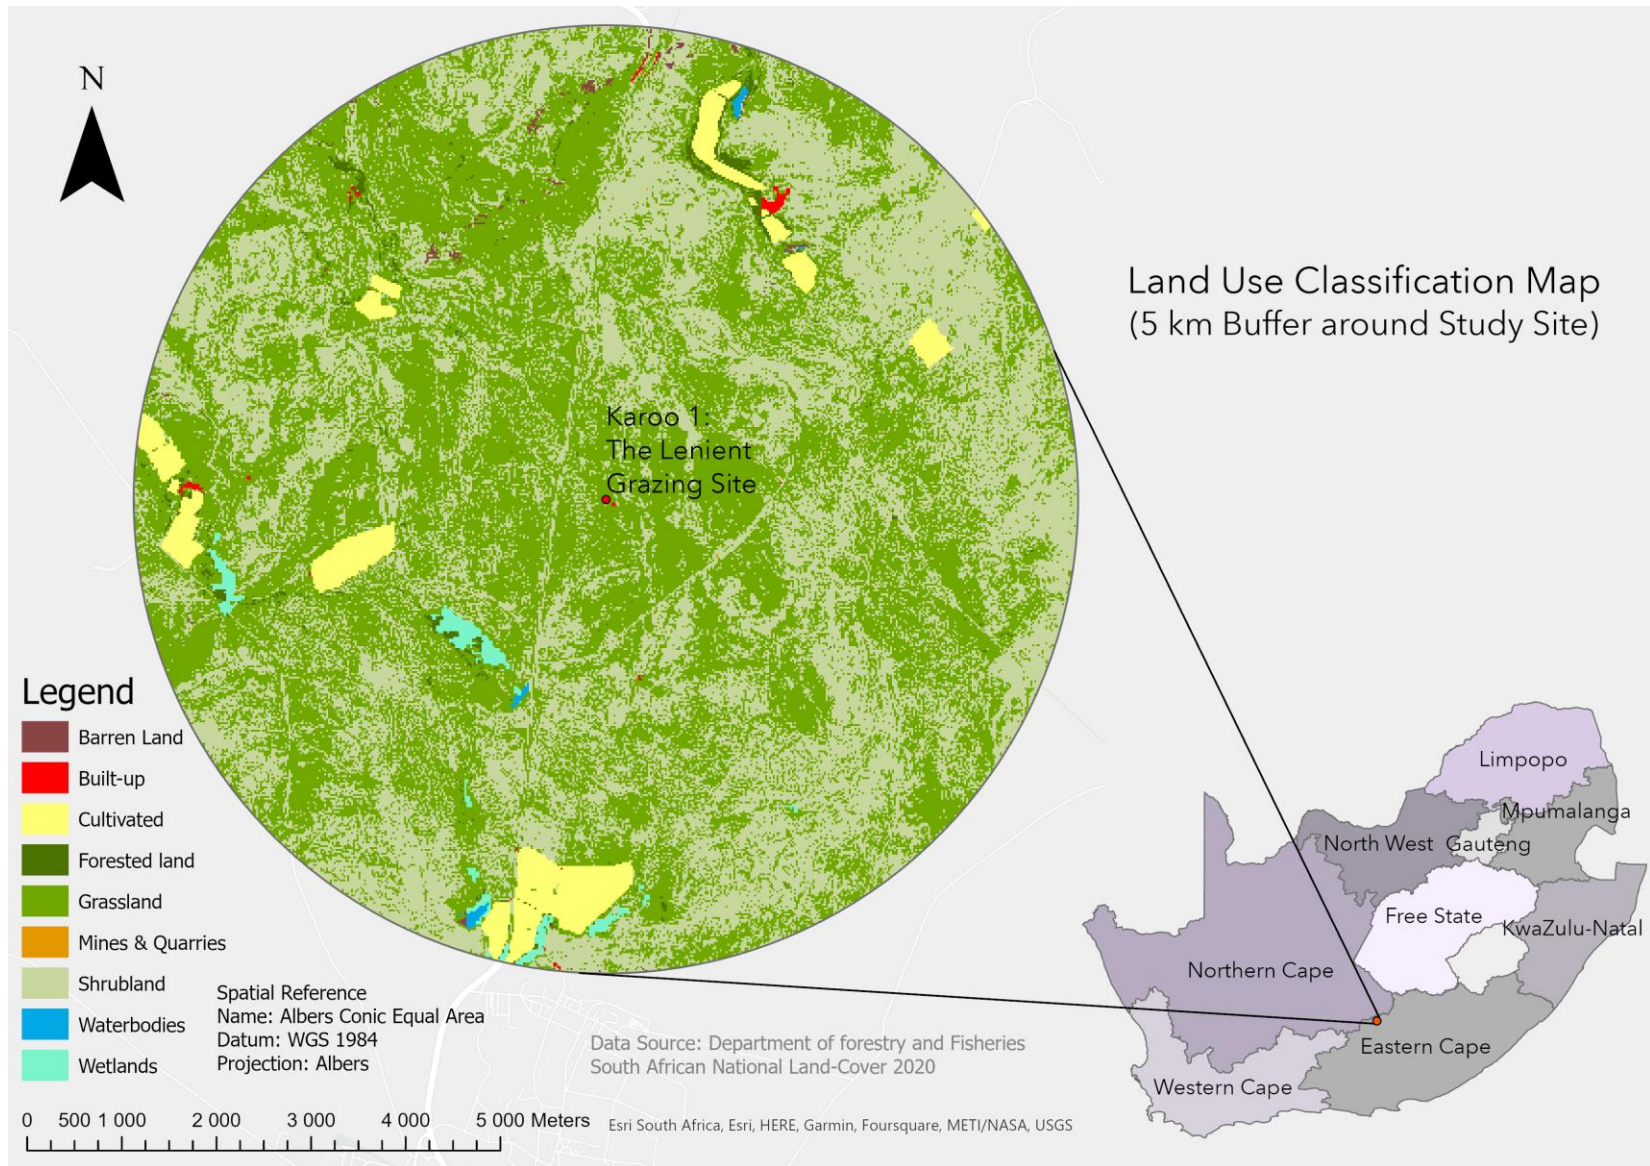 N
Land Use Classification Map
(5 km Buffer around Study Site)
Karoo 1:
The Lenient
Grazing Site
Legend
Barren Land
Built-up
Cultivated
Forested land
Grassland
Mines & Quarries
Shrubland
Waterbodies
Wetlands
Spatial Reference
Name: Albers Conic Equal Area
Datum: WGS 1984
Projection: Albers
Data Source: Department of forestry and Fisheries
South African National Land-Cover 2020
0 500 1 000 2 000 3 000 4 000 5 000 Meters
Esri South Africa, Esri, HERE, Garmin, Foursquare, METI/NASA, USGS
Limpopo
Mpumalanga
North West
Gauteng
Free State
KwaZulu-Natal
Northern Cape
Eastern Cape
Western Cape